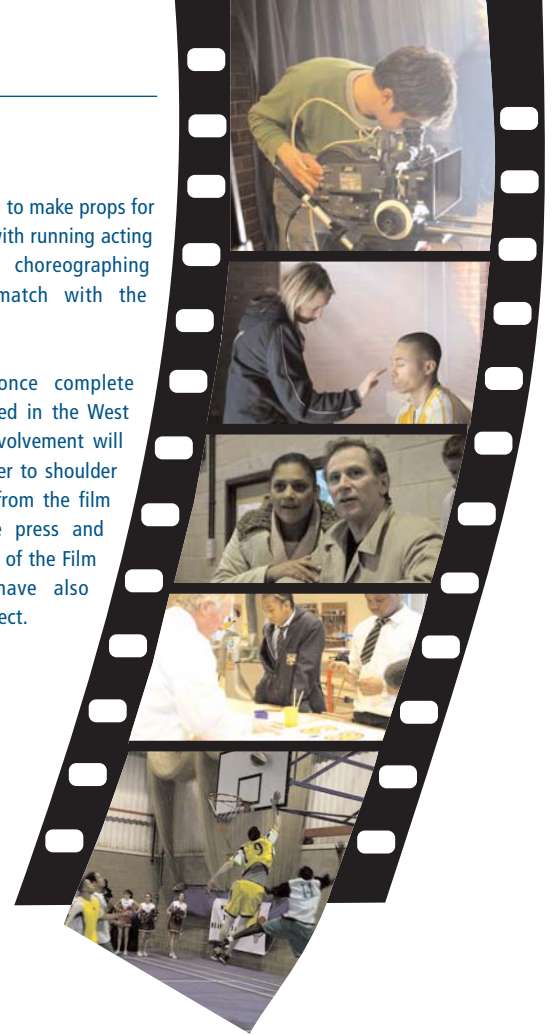 to make props for
with running acting
choreographing
match with the
once complete
ed in the West
volvement will
er to shoulder
from the film
press and
of the Film
have also
ect.
9